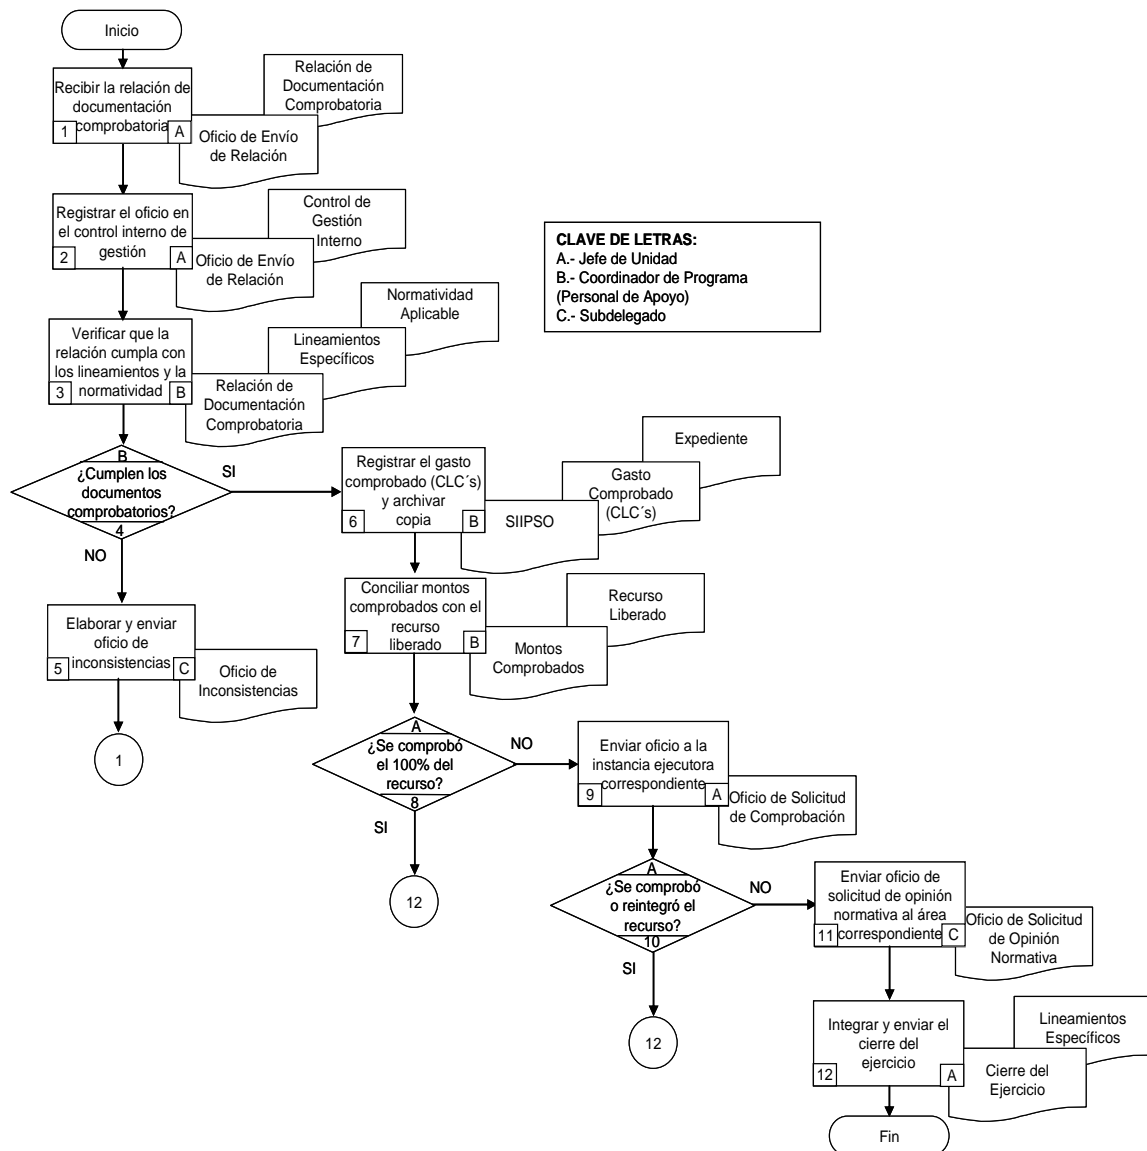 Inicio
Recibir la relación de
documentación
comprobatoria
1
A
Relación de
Documentación
Comprobatoria
Oficio de Envío
de Relación
Registrar el oficio en
el control interno de
gestión
2
A
Control de
Gestión
Interno
Oficio de Envío
de Relación
CLAVE DE LETRAS:
A.- Jefe de Unidad
B.- Coordinador de Programa
(Personal de Apoyo)
C.- Subdelegado
Verificar que la
relación cumpla con
los lineamientos y la
normatividad
3
B
Normatividad
Aplicable
Lineamientos
Específicos
Relación de
Documentación
Comprobatoria
B
¿Cumplen los
documentos
comprobatorios?
4
SI
NO
Registrar el gasto
comprobado (CLC´s)
y archivar
copia
6
B
Expediente
Gasto
Comprobado
(CLC´s)
SIIPSO
Elaborar y enviar
oficio de
inconsistencias
5
C
Oficio de
Inconsistencias
1
Conciliar montos
comprobados con el
recurso
liberado
7
B
Recurso
Liberado
Montos
Comprobados
A
¿Se comprobó
el 100% del
recurso?
8
NO
SI
12
Enviar oficio a la
instancia ejecutora
correspondiente
9
A
Oficio de Solicitud
de Comprobación
A
¿Se comprobó
o reintegró el
recurso?
10
NO
SI
12
Enviar oficio de
solicitud de opinión
normativa al área
correspondiente
11
C
Oficio de Solicitud
de Opinión
Normativa
Integrar y enviar el
cierre del
ejercicio
12
A
Lineamientos
Específicos
Cierre del
Ejercicio
Fin